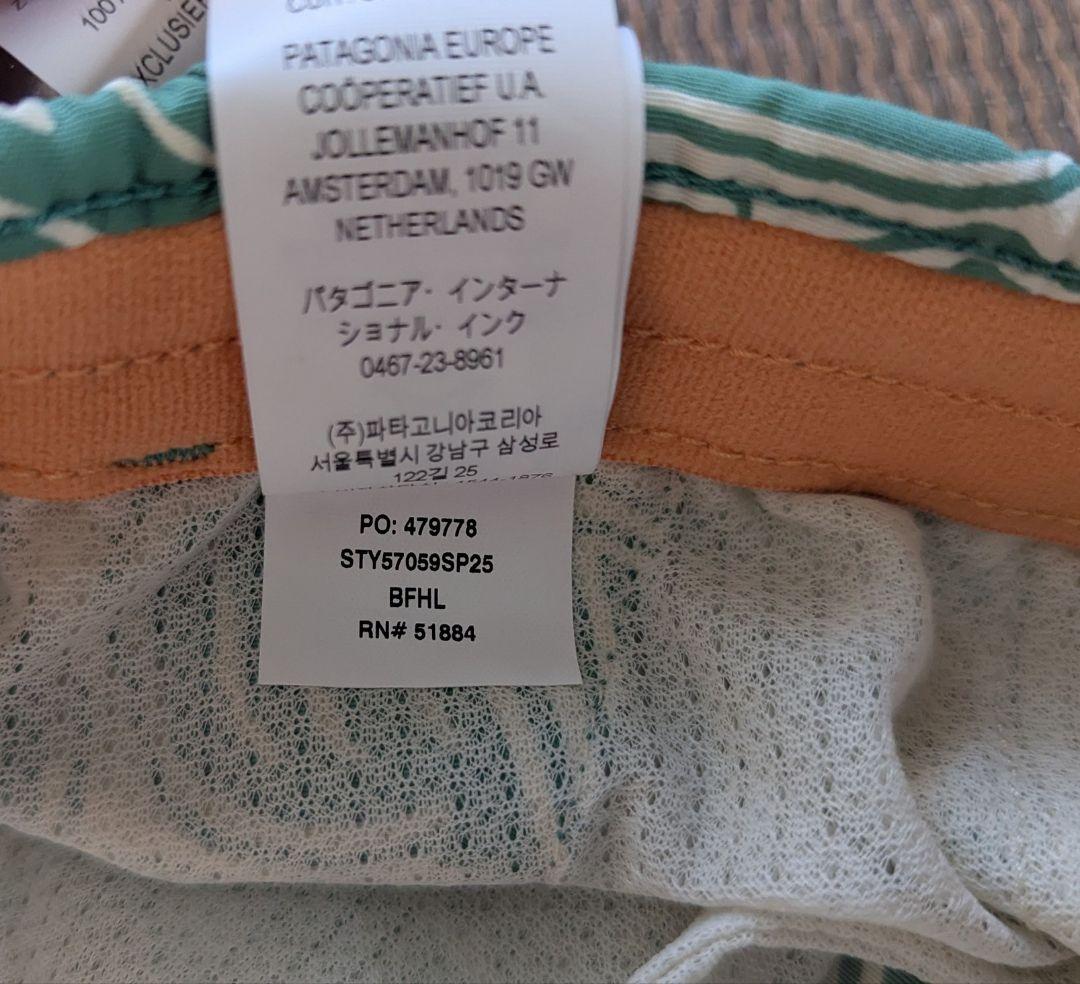 100
XCLUSIE
PATAGONIA EUROPE
COÖPERATIEF U.A.
JOLLEMANHOF 11
AMSTERDAM, 1019 GW
NETHERLANDS
パタゴニア・インターナ
ショナル・インク
0467-23-8961
(주)파타고니아코리아
서울특별시 강남구 삼성로
122길 25
PO: 479778
STY57059SP25
BFHL
RN# 51884